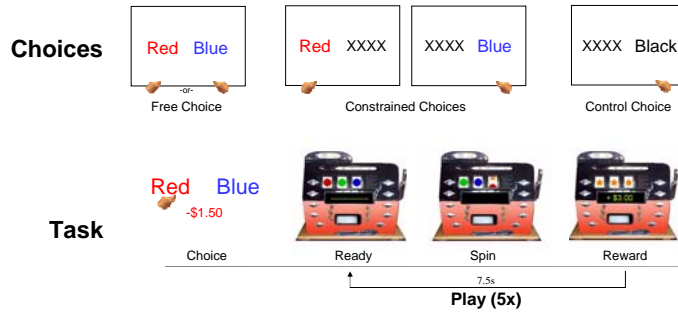 Choices
Red Blue
Red XXXX
XXXX Blue
XXXX Black
-or-
Free Choice
Constrained Choices
Control Choice
Task
Red Blue
-$1.50
+ $3.00
Choice
Ready
Spin
Reward
7.5s
Play (5x)